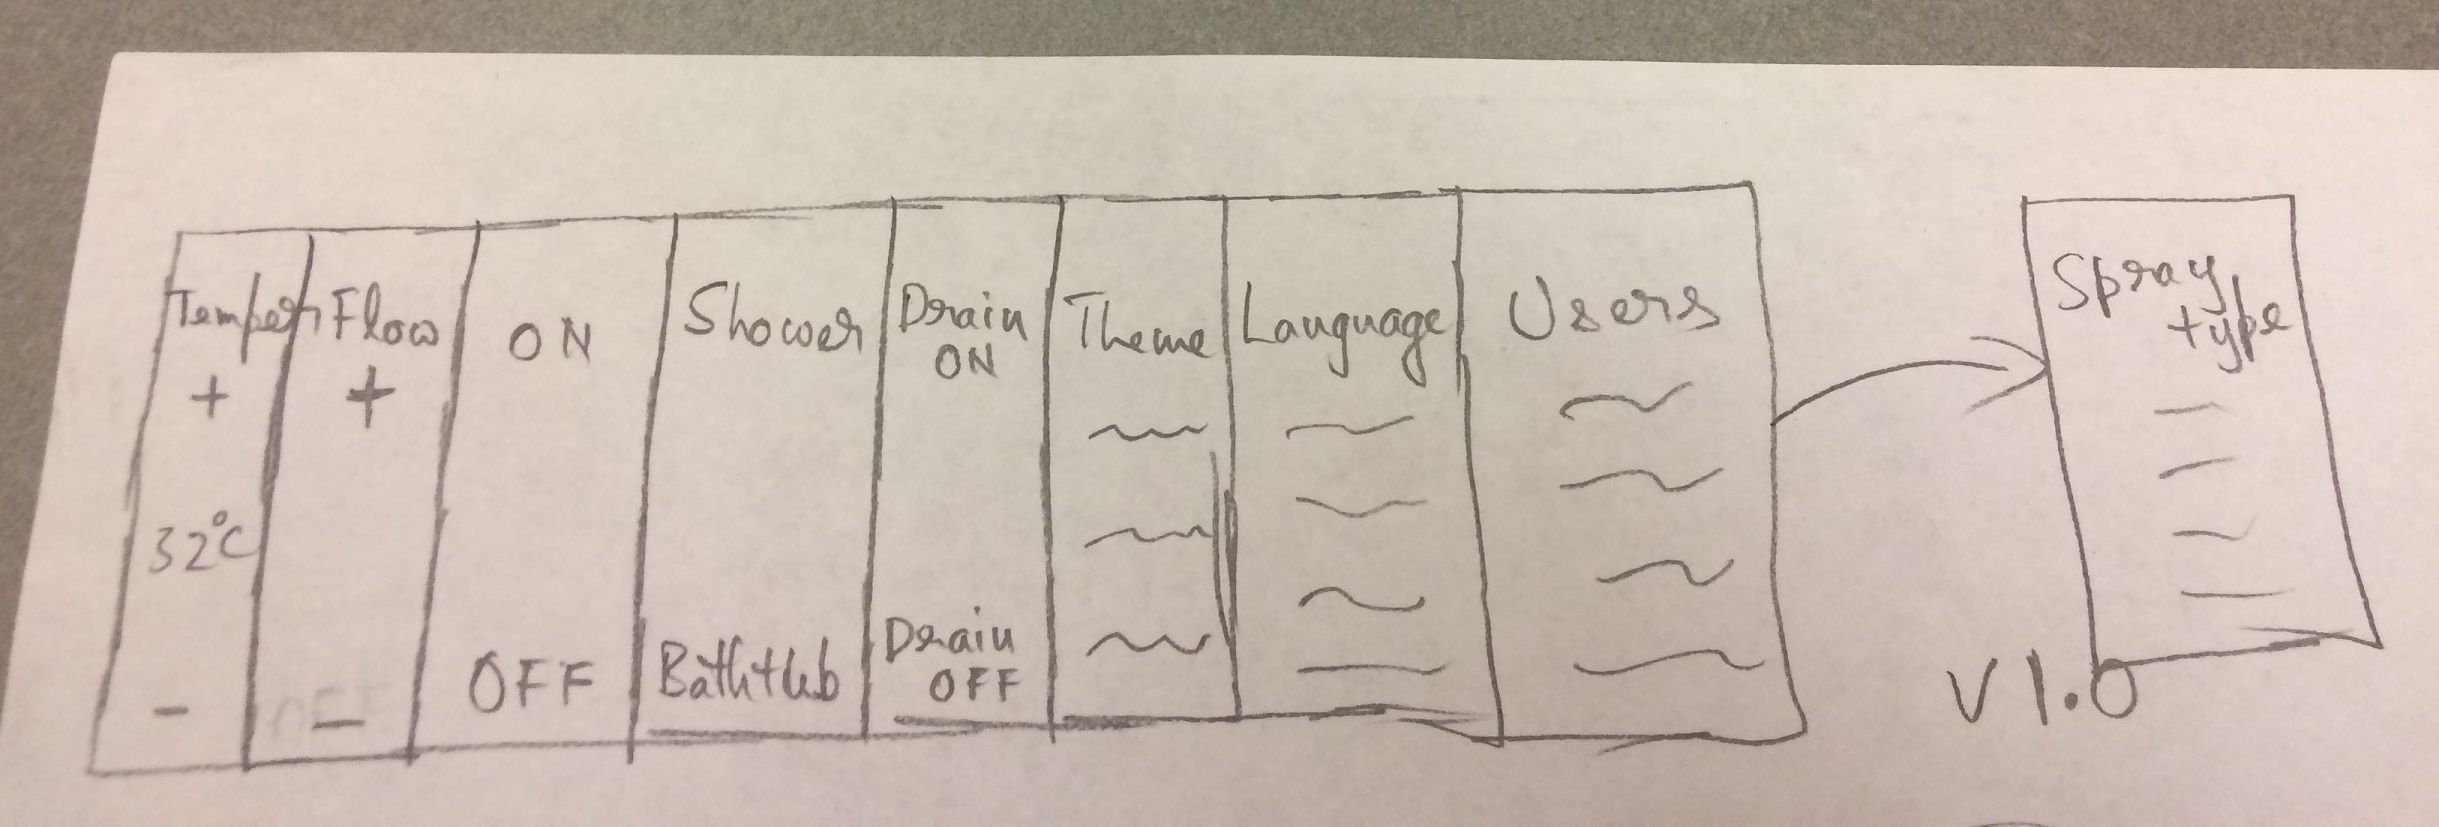 Temper
+
32°C
-
Flow
+
-
ON
OFF
Shower
Bathtub
Drain
ON
Drain
OFF
Theme
Language
Users
Spray
type
V1.0